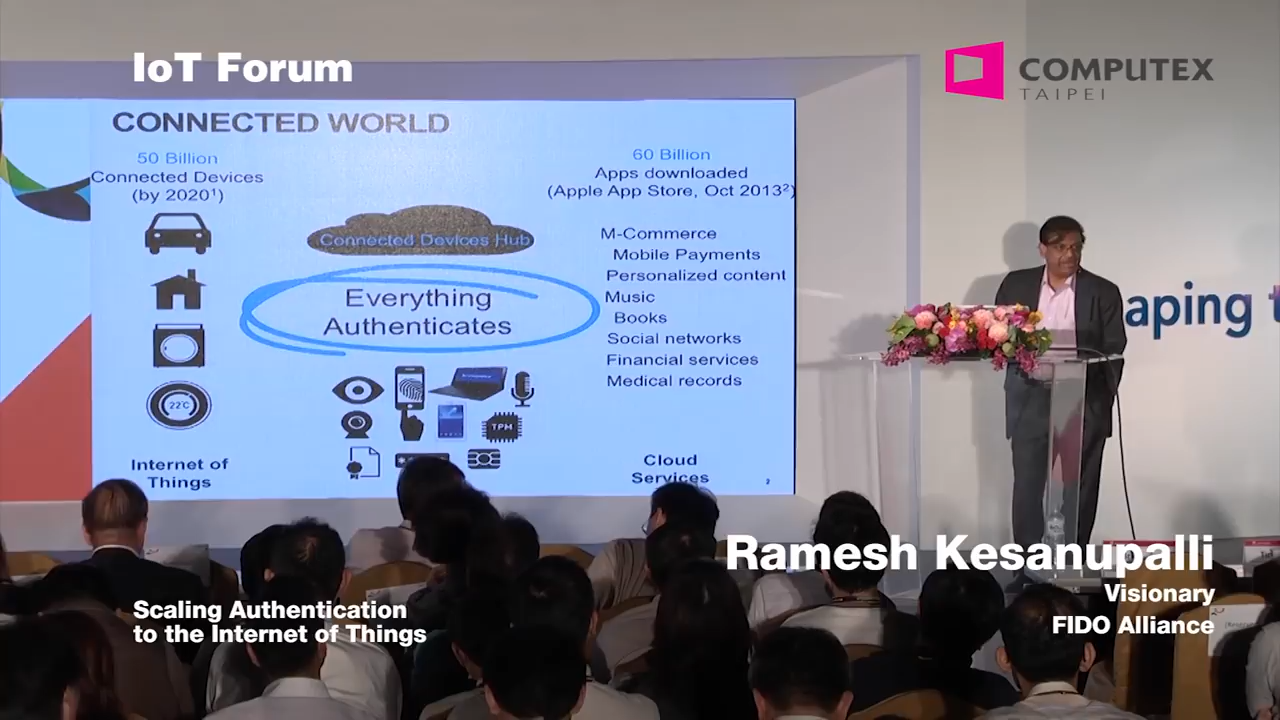 IoT Forum
COMPUTEX
TAIPEI
CONNECTED WORLD
50 Billion
Connected Devices
(by 2020¹)
60 Billion
Apps downloaded
(Apple App Store, Oct 2013²)
Connected Devices Hub
Everything
Authenticates
M-Commerce
Mobile Payments
Personalized content
Music
Books
Social networks
Financial services
Medical records
22°C
TPM
Internet of
Things
Cloud
Services
2
aping t
Ramesh Kesanupalli
Visionary
FIDO Alliance
Scaling Authentication
to the Internet of Things